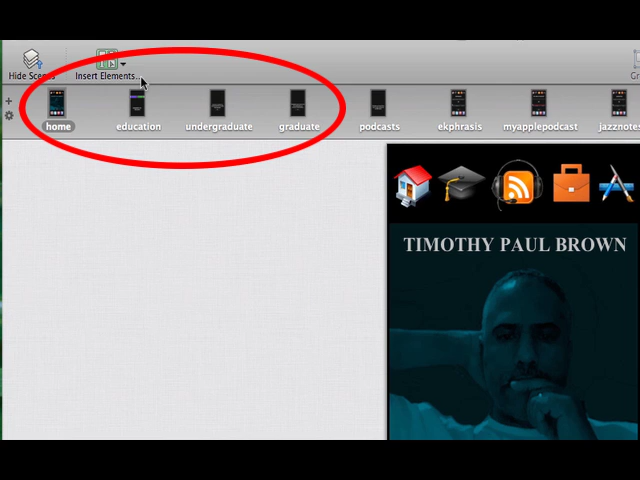 Hide Scenes Insert Elements...
home education undergraduate graduate podcasts ekphrasis myapplepodcast jazznotes
TIMOTHY PAUL BROWN